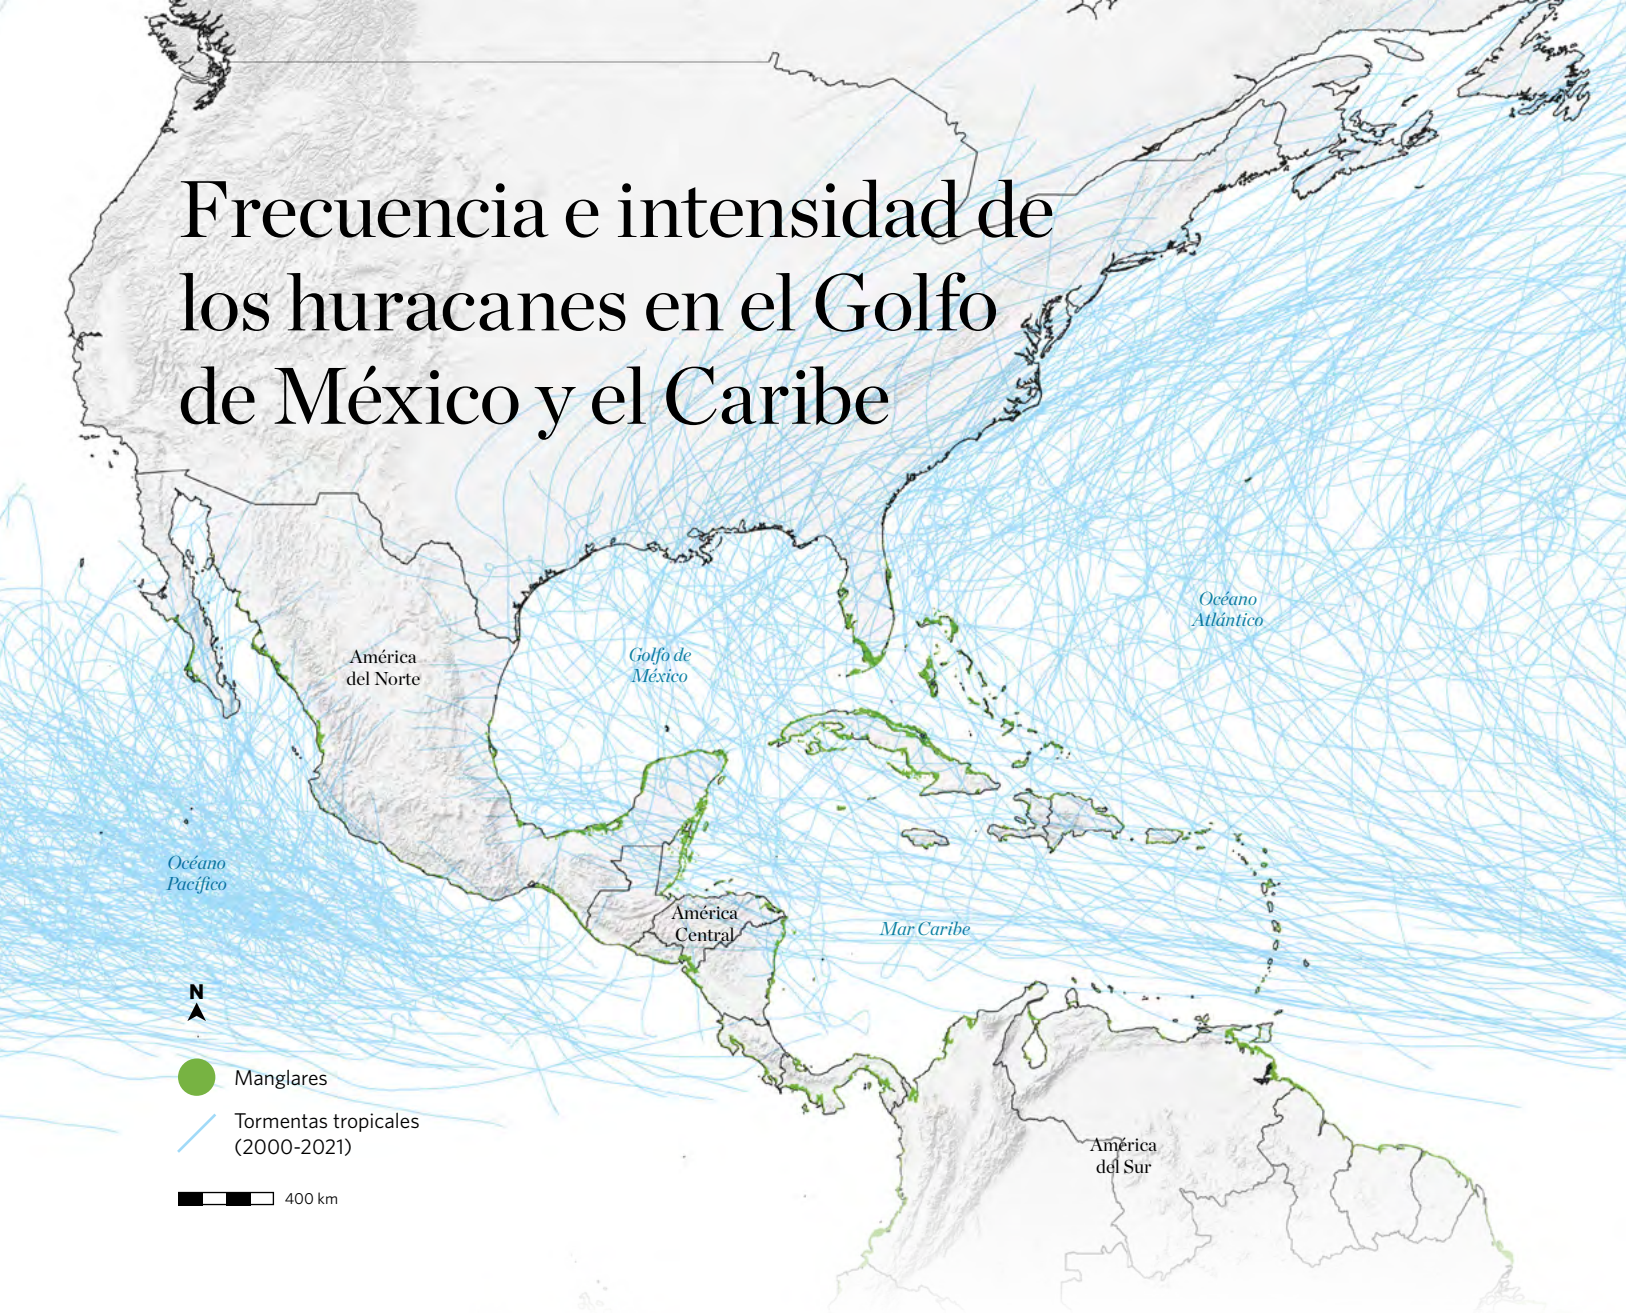 Frecuencia e intensidad de
los huracanes en el Golfo
de México y el Caribe
Océano
Atlántico
América
del Norte
Golfo de
México
Océano
Pacífico
América
Central
Mar Caribe
N
Manglares
Tormentas tropicales
(2000-2021)
América
del Sur
400 km